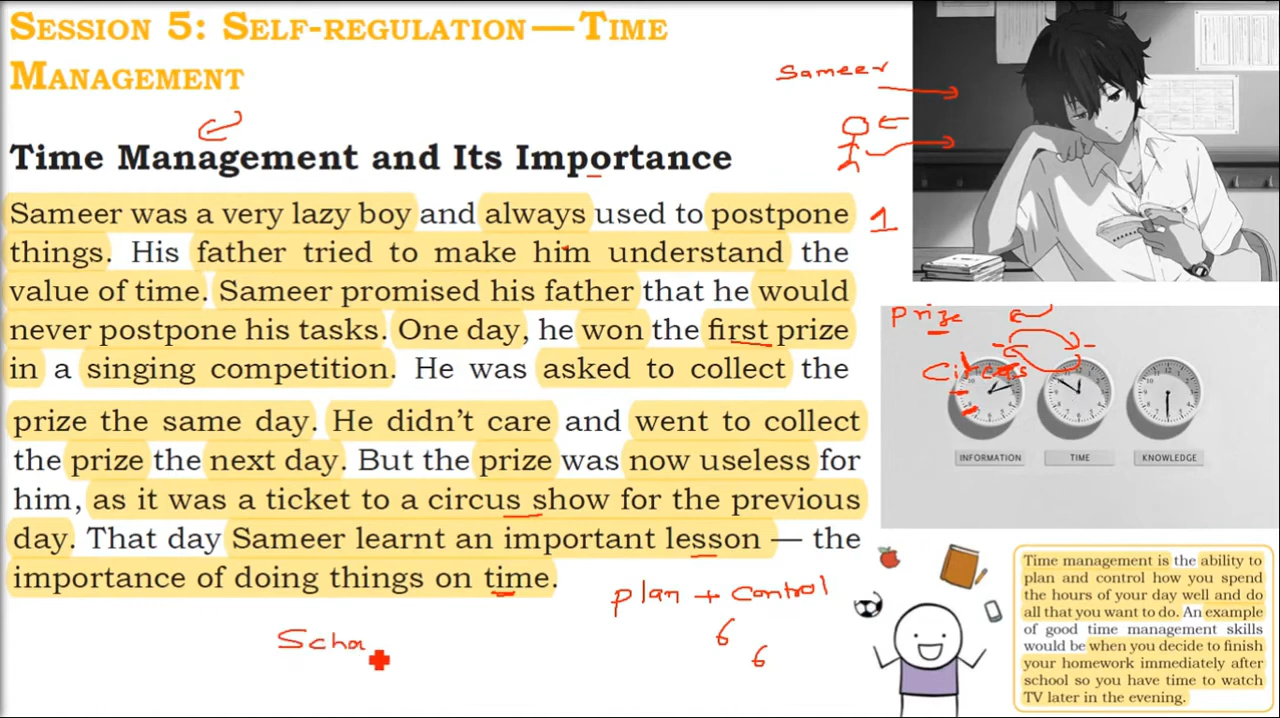 SESSION 5: SELF-REGULATION—TIME
MANAGEMENT
Time Management and Its Importance
Sameer was a very lazy boy and always used to postpone
things. His father tried to make him understand the
value of time. Sameer promised his father that he would
never postpone his tasks. One day, he won the first prize
in a singing competition. He was asked to collect the
prize the same day. He didn't care and went to collect
the prize the next day. But the prize was now useless for
him, as it was a ticket to a circus show for the previous
day. That day Sameer learnt an important lesson — the
importance of doing things on time.
Plan + Control
6
6
Scho
Sameer
1
Prize
Circus
INFORMATION
TIME
KNOWLEDGE
Time management is the ability to
plan and control how you spend
the hours of your day well and do
all that you want to do. An example
of good time management skills
would be when you decide to finish
your homework immediately after
school so you have time to watch
TV later in the evening.